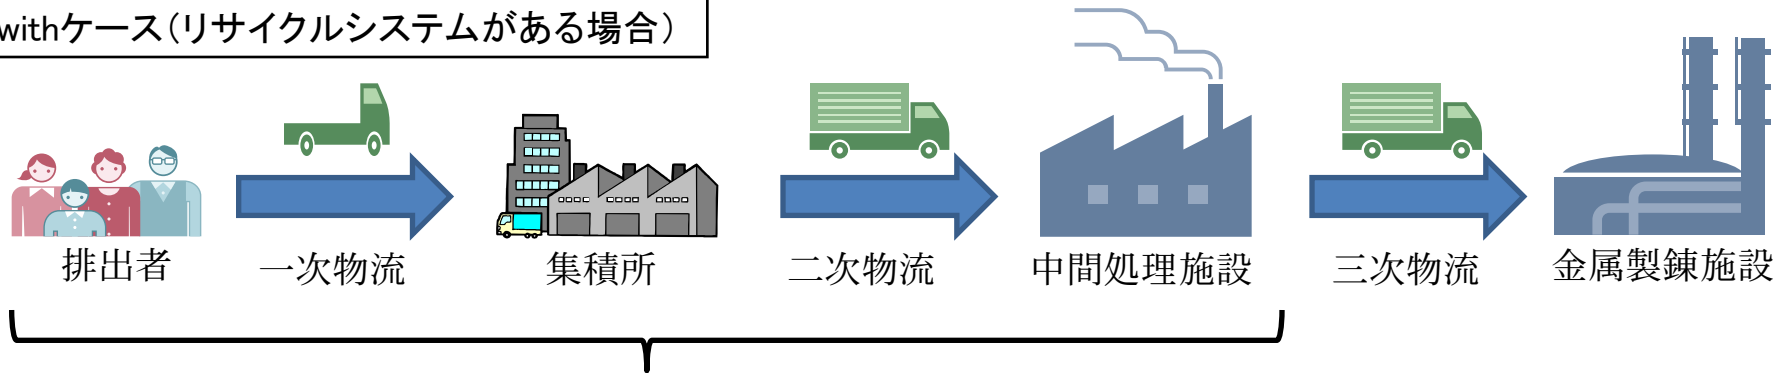 withケース（リサイクルシステムがある場合）
排出者
一次物流
集積所
二次物流
中間処理施設
三次物流
金属製錬施設